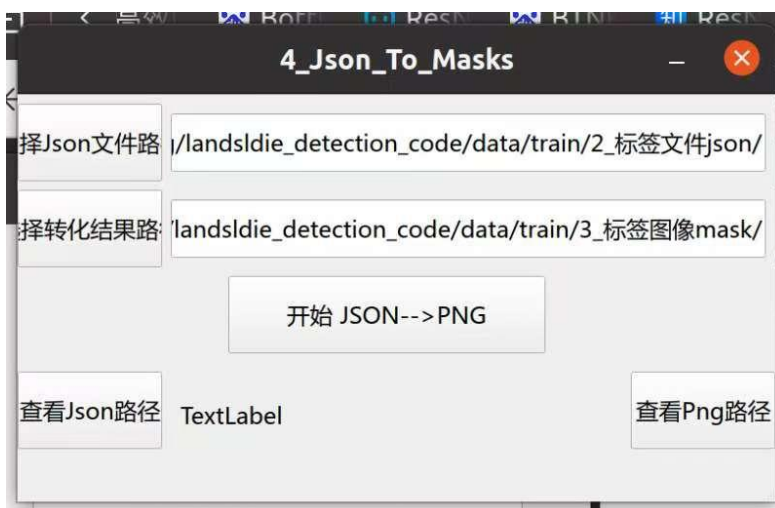 4_Json_To_Masks
择Json文件路
/landsldie_detection_code/data/train/2_标签文件json/
择转化结果路
/landsldie_detection_code/data/train/3_标签图像mask/
开始 JSON-->PNG
查看Json路径
TextLabel
查看Png路径